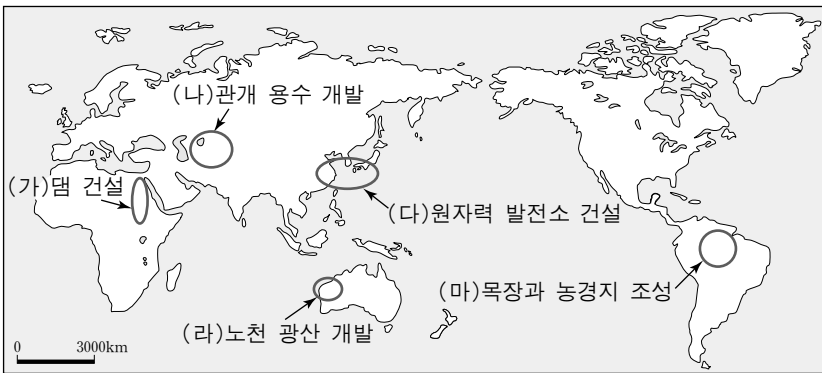 (나)관개 용수 개발
(가)댐 건설
(다)원자력 발전소 건설
(마)목장과 농경지 조성
(라)노천 광산 개발
0 3000km